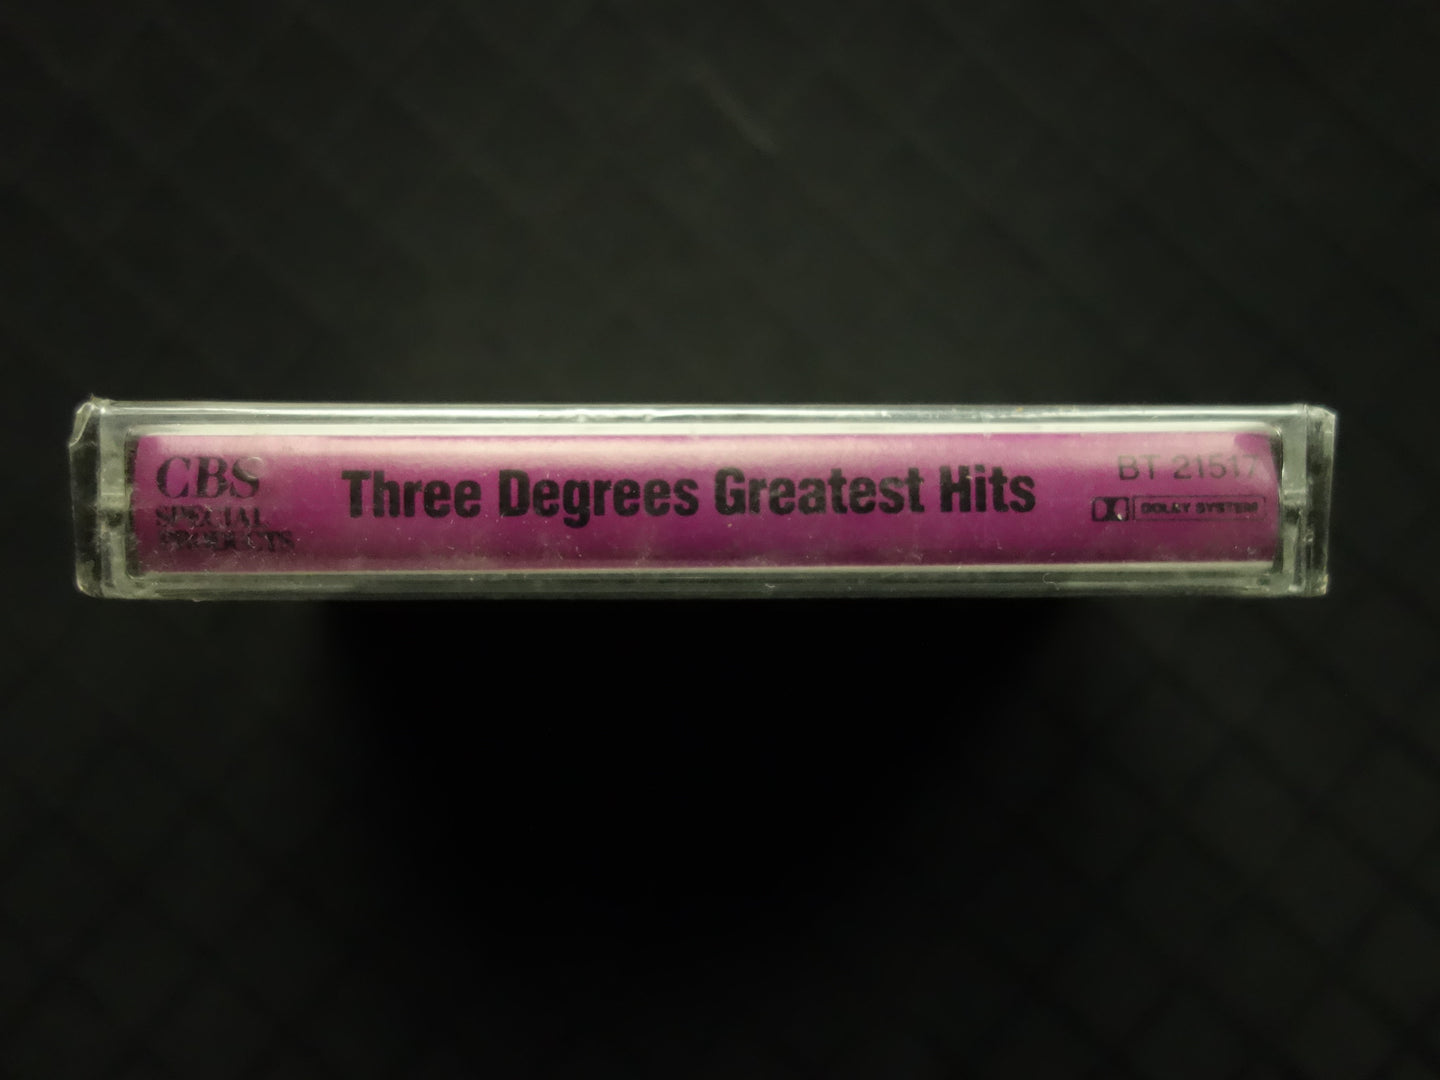 CBS
SPECIAL
PRODUCTS
Three Degrees Greatest Hits
BT 21517
DOLBY SYSTEM